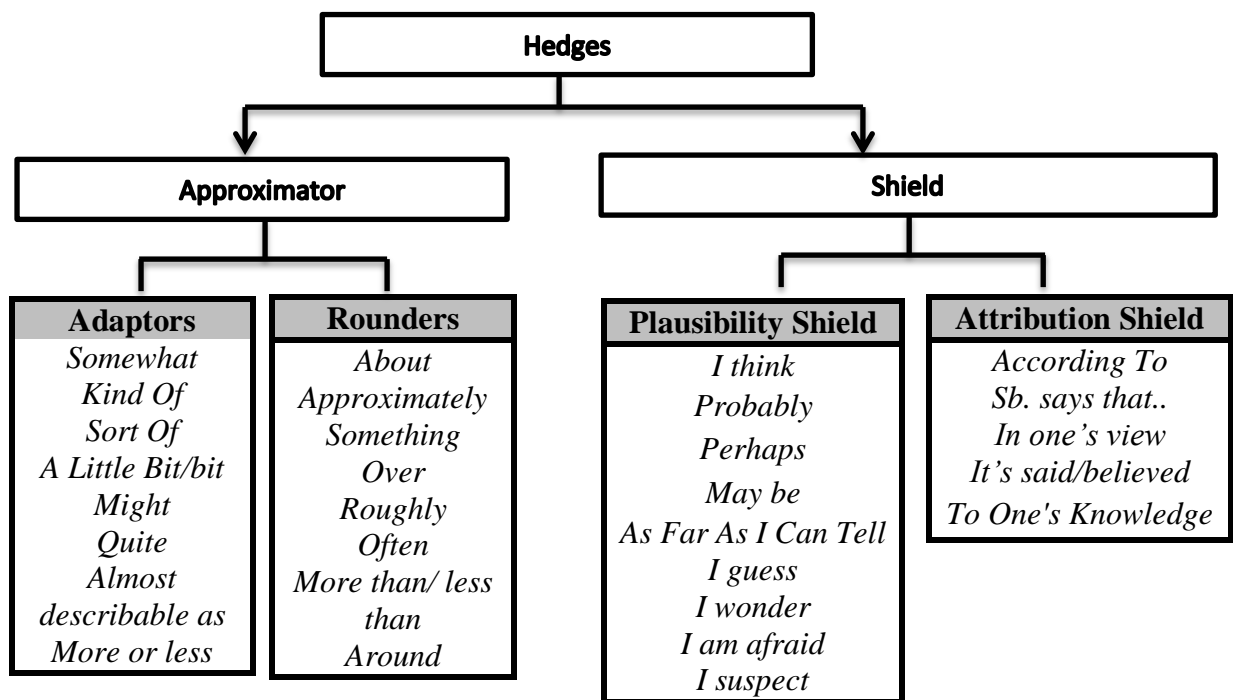 Hedges
Approximator
Shield
Adaptors
Somewhat
Kind Of
Sort Of
A Little Bit/bit
Might
Quite
Almost
describable as
More or less
Rounders
About
Approximately
Something
Over
Roughly
Often
More than/ less
than
Around
Plausibility Shield
I think
Probably
Perhaps
May be
As Far As I Can Tell
I guess
I wonder
I am afraid
I suspect
Attribution Shield
According To
Sb. says that..
In one’s view
It’s said/believed
To One's Knowledge